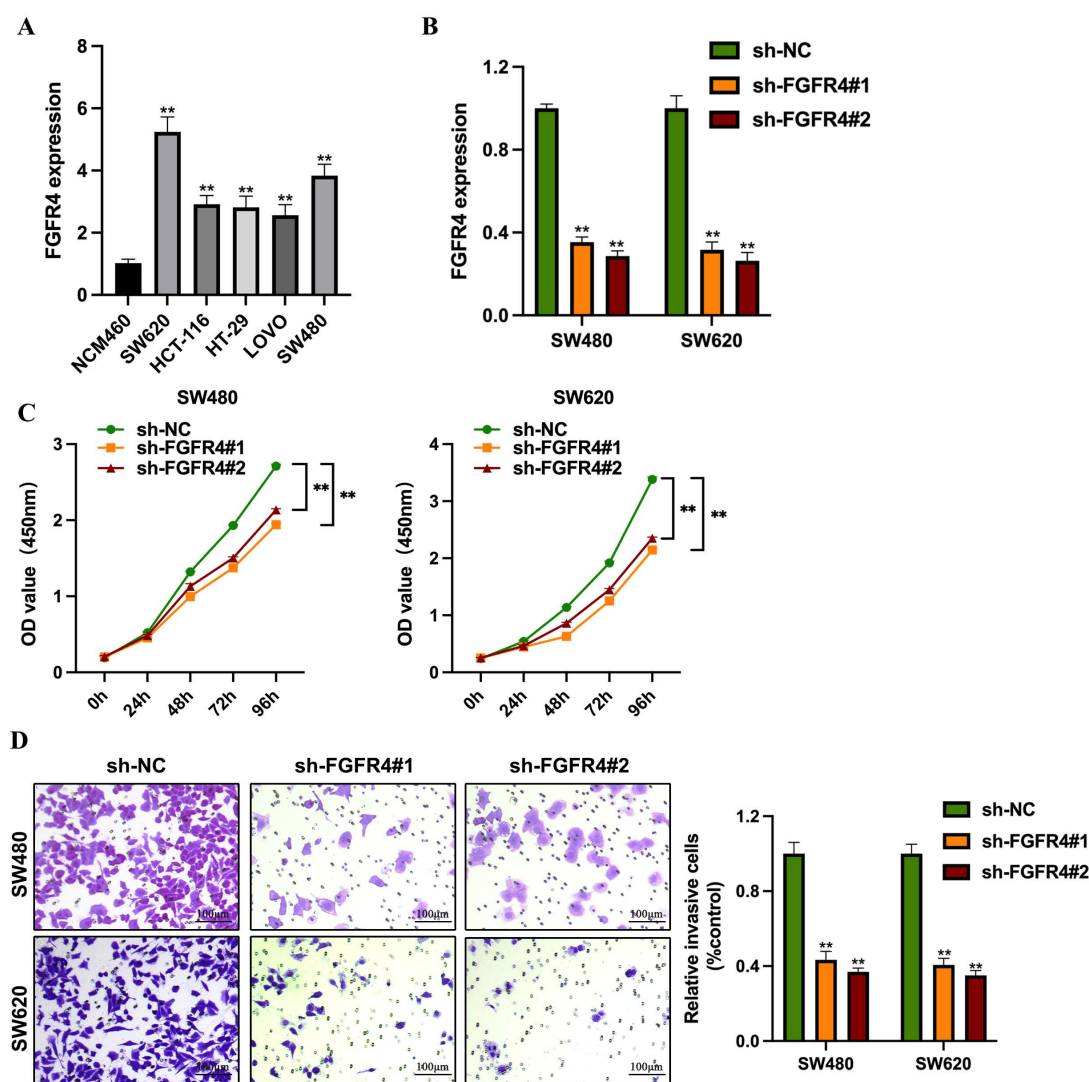 A
8
6
4
2
0
FGFR4 expression
**
**
**
**
**
NCM460
SW620
HCT-116
HT-29
LOVO
SW480
B
sh-NC
sh-FGFR4#1
sh-FGFR4#2
1.2
0.8
0.4
0.0
FGFR4 expression
**
**
**
**
SW480
SW620
C
SW480
sh-NC
sh-FGFR4#1
sh-FGFR4#2
3
2
1
0
OD value (450nm)
**
**
0h
24h
48h
72h
96h
SW620
sh-NC
sh-FGFR4#1
sh-FGFR4#2
4
3
2
1
0
OD value (450nm)
**
**
0h
24h
48h
72h
96h
D
sh-NC
sh-FGFR4#1
sh-FGFR4#2
SW480
100μm
100μm
100μm
SW620
100μm
100μm
100μm
sh-NC
sh-FGFR4#1
sh-FGFR4#2
1.2
0.8
0.4
0.0
Relative invasive cells
(%control)
**
**
**
**
SW480
SW620